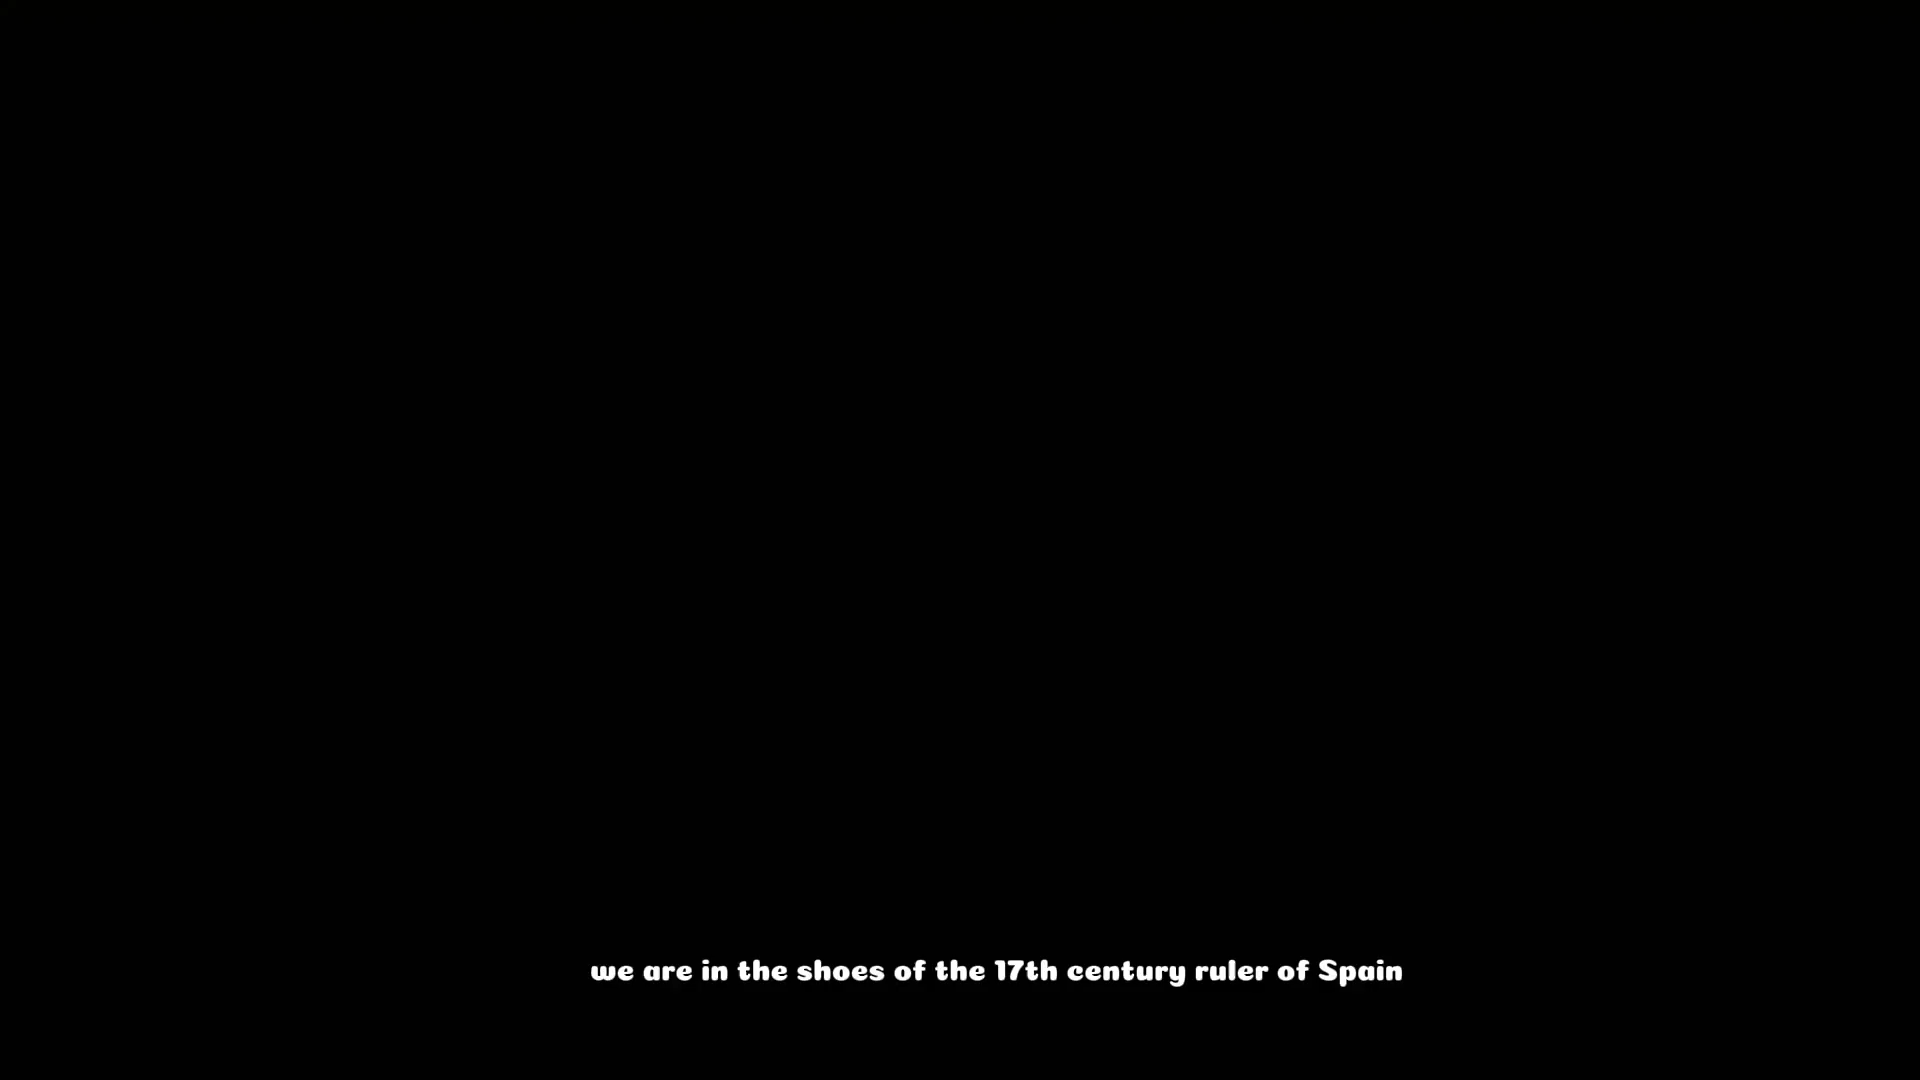 we are in the shoes of the 17th century ruler of Spain